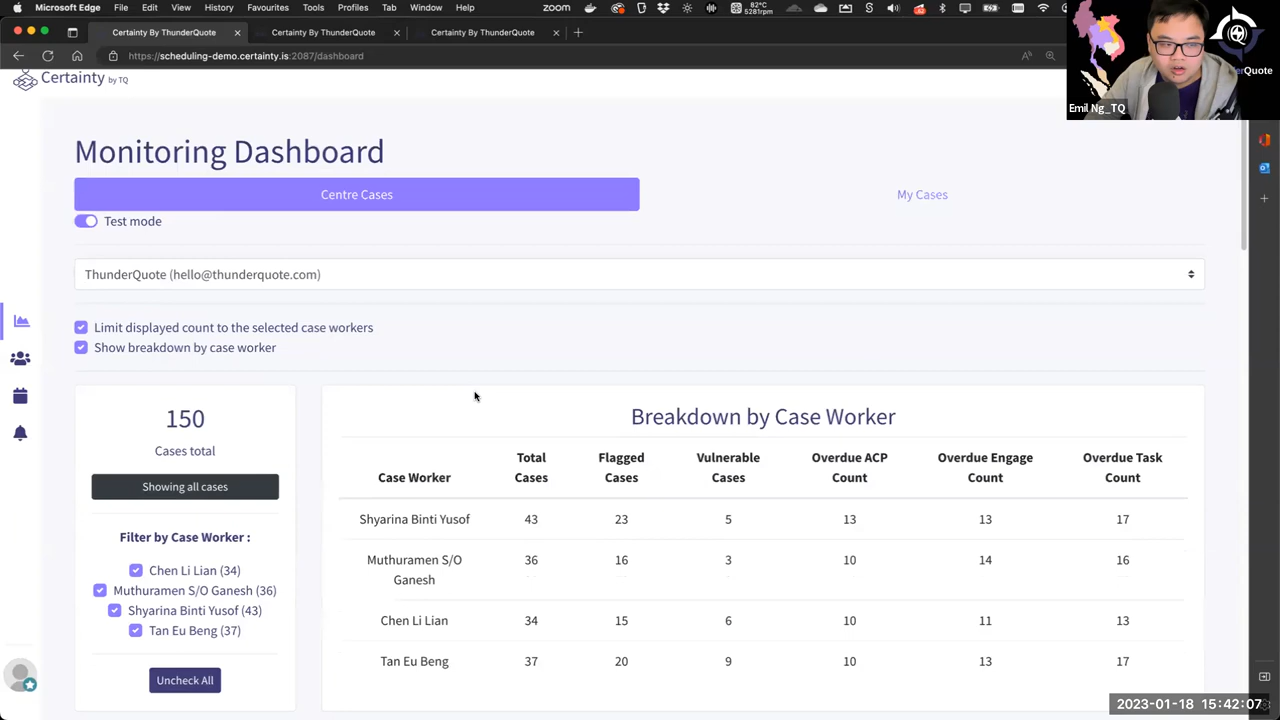 Microsoft Edge File Edit View History Favourites Tools Profiles Tab Window Help zoom 82°C 5281rpm
Certainty By ThunderQuote Certainty By ThunderQuote Certainty By ThunderQuote
https://scheduling-demo.certainty.is:2087/dashboard
Certainty by TQ
Emil Ng_TQ
Monitoring Dashboard
Centre Cases My Cases
Test mode
ThunderQuote (hello@thunderquote.com)
Limit displayed count to the selected case workers
Show breakdown by case worker
150
Cases total
Showing all cases
Filter by Case Worker :
Chen Li Lian (34)
Muthuramen S/O Ganesh (36)
Shyarina Binti Yusof (43)
Tan Eu Beng (37)
Uncheck All
Breakdown by Case Worker
Case Worker Total Cases Flagged Cases Vulnerable Cases Overdue ACP Count Overdue Engage Count Overdue Task Count
Shyarina Binti Yusof 43 23 5 13 13 17
Muthuramen S/O Ganesh 36 16 3 10 14 16
Chen Li Lian 34 15 6 10 11 13
Tan Eu Beng 37 20 9 10 13 17
2023-01-18 15:42:07